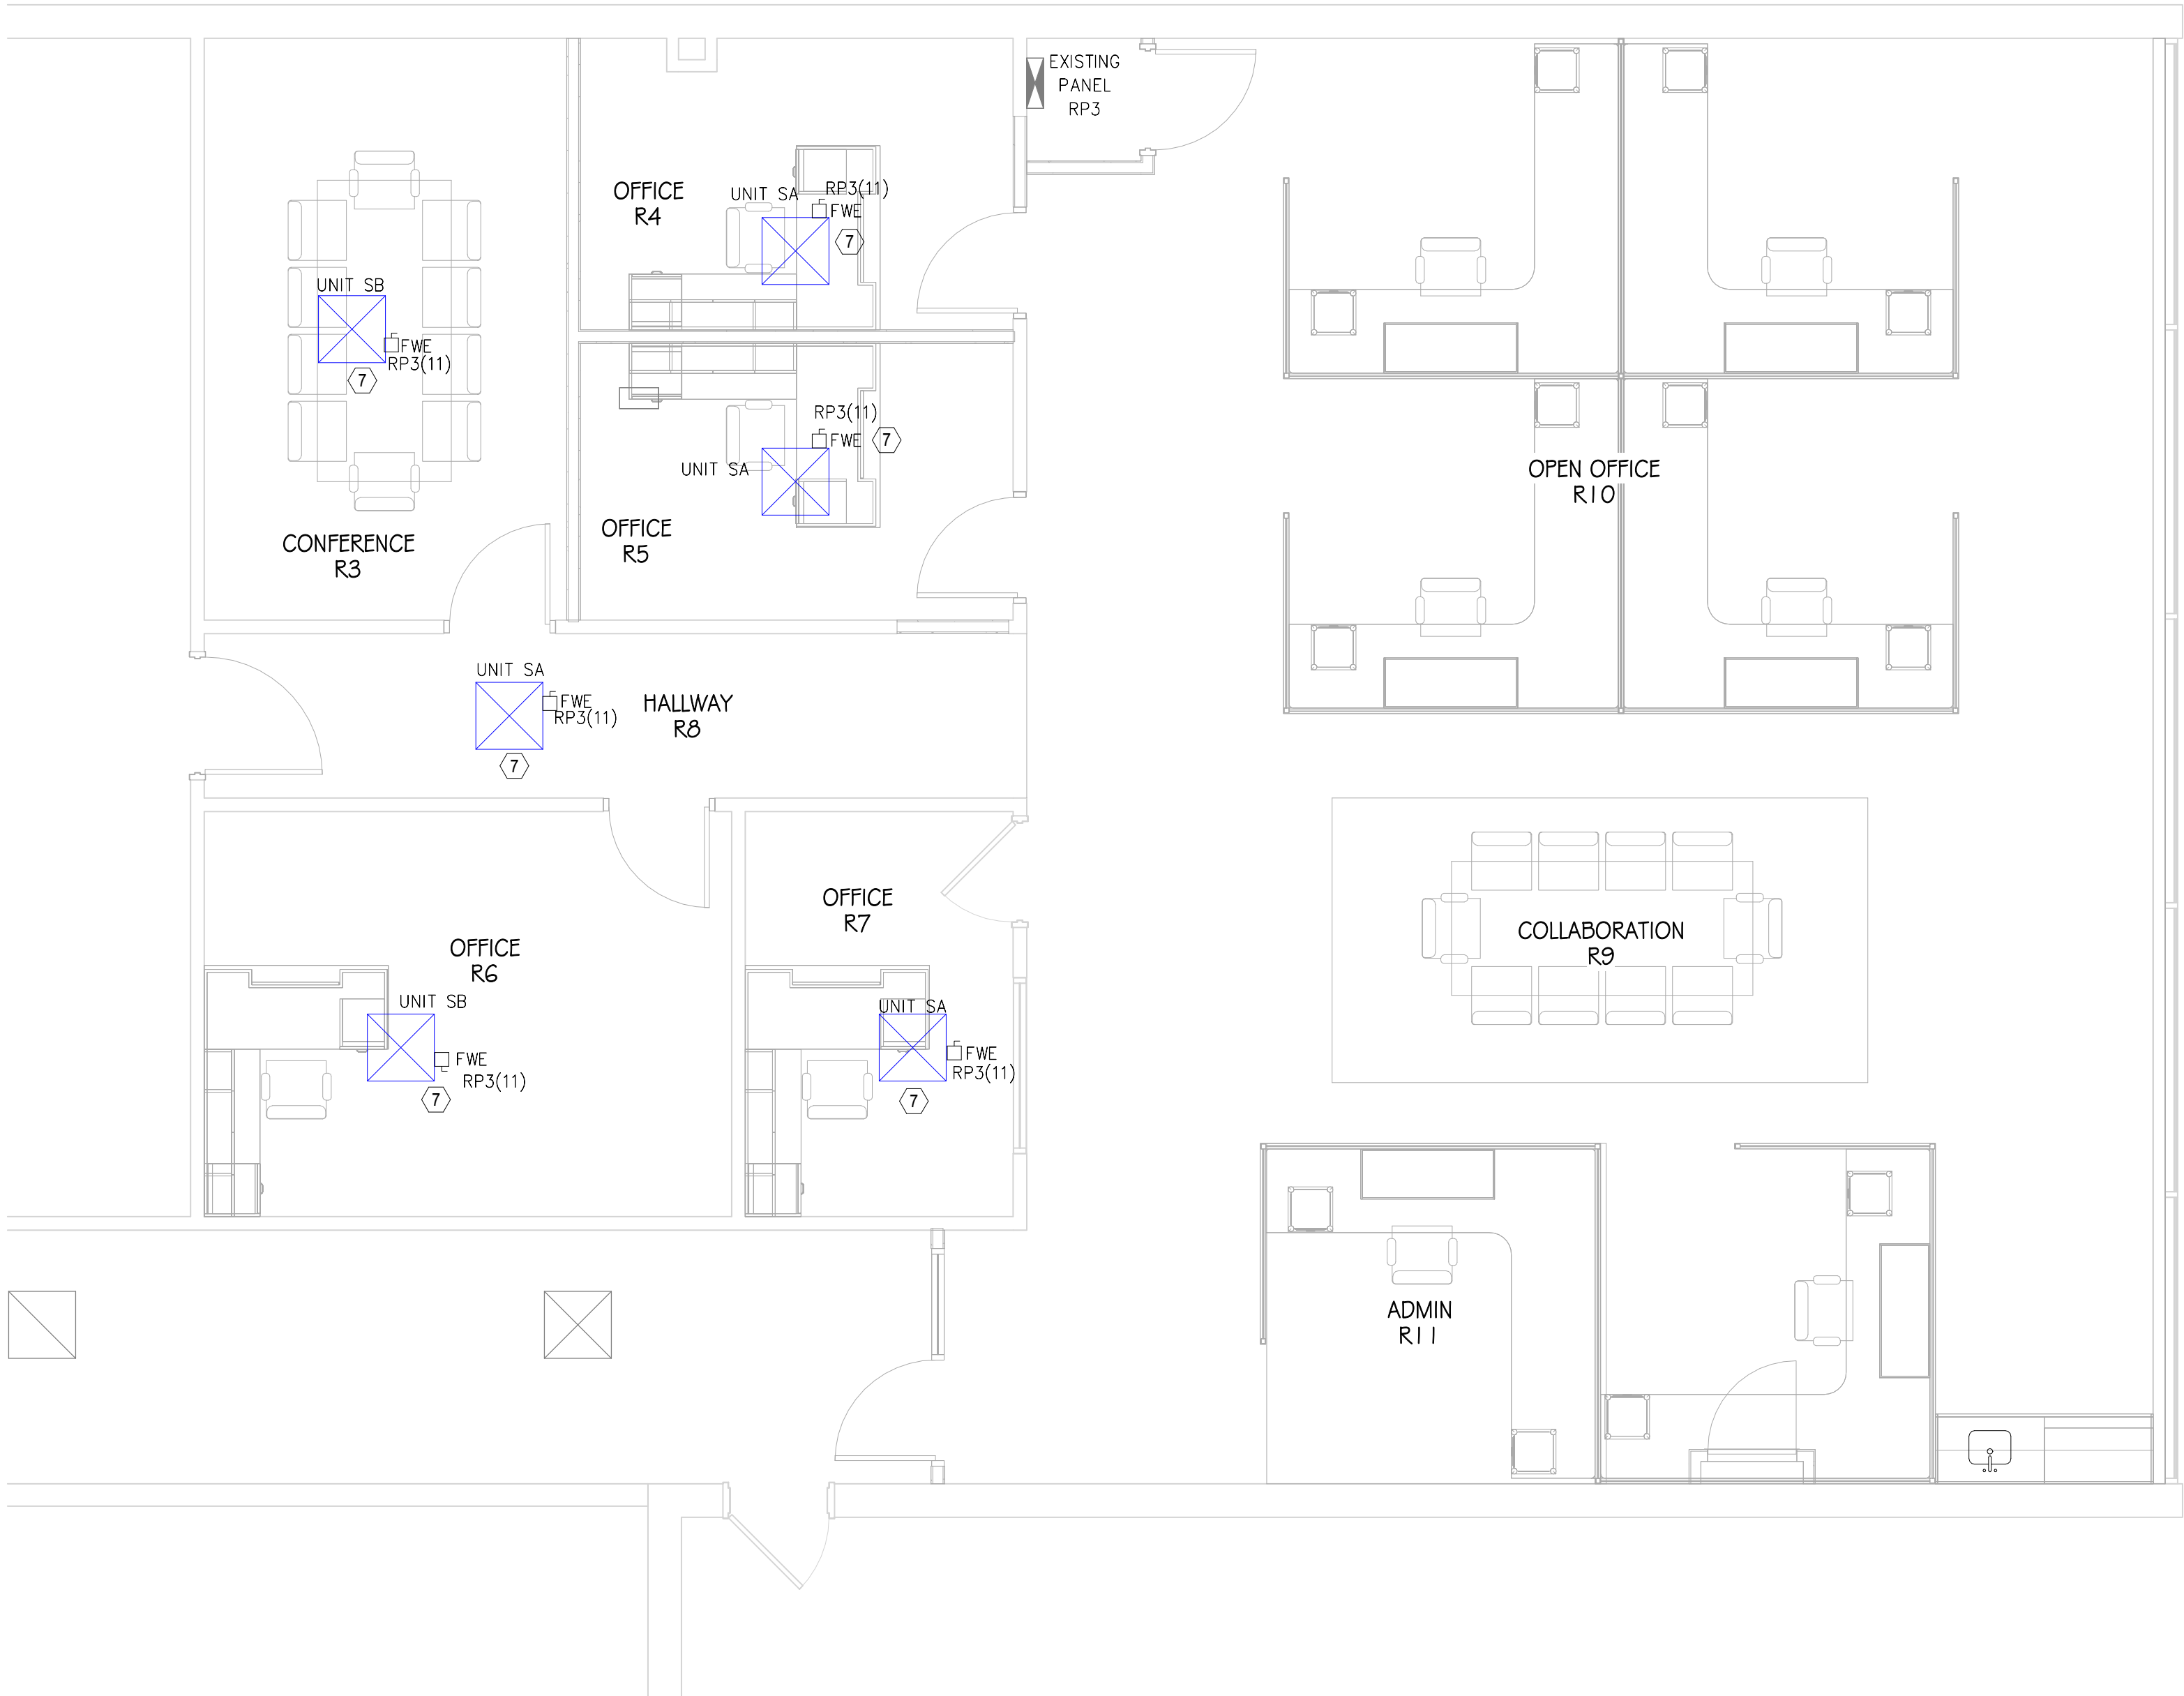 EXISTING
PANEL
RP3
OFFICE
R4
UNIT SA
RP3(11)
FWE
7
UNIT SB
FWE
RP3(11)
7
RP3(11)
FWE
7
UNIT SA
OFFICE
R5
CONFERENCE
R3
OPEN OFFICE
R10
UNIT SA
FWE
RP3(11)
7
HALLWAY
R8
OFFICE
R7
OFFICE
R6
COLLABORATION
R9
UNIT SB
FWE
RP3(11)
7
UNIT SA
FWE
RP3(11)
7
ADMIN
R11